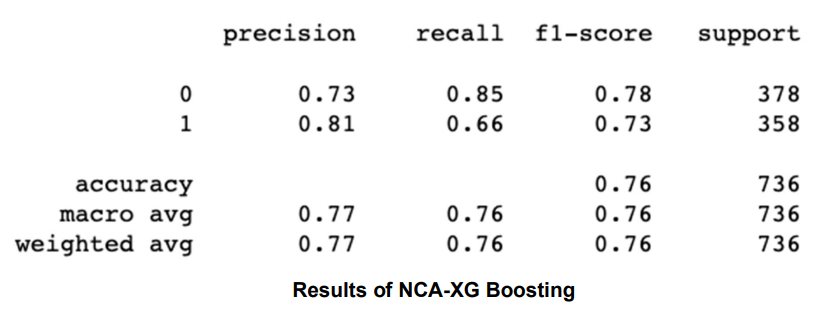 precision recall f1-score support
0 0.73 0.85 0.78 378
1 0.81 0.66 0.73 358
accuracy 0.76 736
macro avg 0.77 0.76 0.76 736
weighted avg 0.77 0.76 0.76 736
Results of NCA-XG Boosting